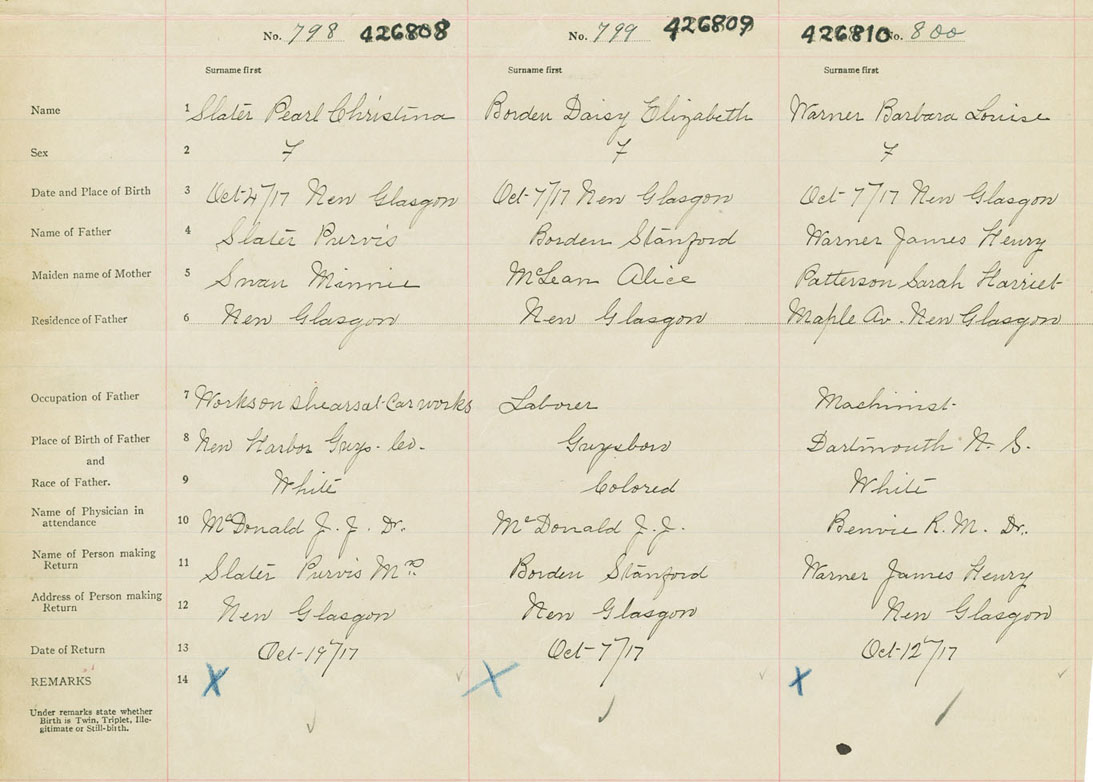 No. 798 426808 No. 799 426809 426810 No. 800
Surname first Surname first Surname first
Name 1 Slater Pearl Christina Borden Daisy Elizabeth Warner Barbara Louise
Sex 2 F F F
Date and Place of Birth 3 Oct 4/17 New Glasgow Oct 7/17 New Glasgow Oct 7/17 New Glasgow
Name of Father 4 Slater Purvis Borden Stanford Warner James Henry
Maiden name of Mother 5 Swan Minnie McLean Alice Patterson Sarah Harriet
Residence of Father 6 New Glasgow New Glasgow Maple Av. New Glasgow
Occupation of Father 7 Works on shears at Car works Laborer Machinist
Place of Birth of Father 8 New Harbor Guys. Co. Guysboro Dartmouth N. S.
and
Race of Father. 9 White Colored White
Name of Physician in
attendance 10 McDonald J. J. Dr. McDonald J. J. Benvie R. M. Dr.
Name of Person making
Return 11 Slater Purvis Mr. Borden Stanford Warner James Henry
Address of Person making
Return 12 New Glasgow New Glasgow New Glasgow
Date of Return 13 Oct 19/17 Oct 7/17 Oct 12/17
REMARKS 14 X X X
Under remarks state whether
Birth is Twin, Triplet, Ille-
gitimate or Still-birth.